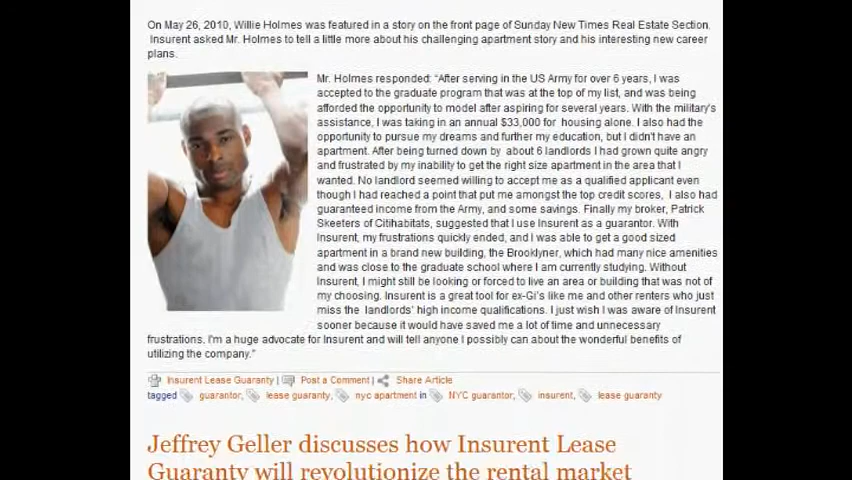 On May 26, 2010, Willie Holmes was featured in a story on the front page of Sunday New Times Real Estate Section.
Insurent asked Mr. Holmes to tell a little more about his challenging apartment story and his interesting new career
plans.
Mr. Holmes responded: “After serving in the US Army for over 6 years, I was
accepted to the graduate program that was at the top of my list, and was being
afforded the opportunity to model after aspiring for several years. With the military's
assistance, I was taking in an annual $33,000 for housing alone. I also had the
opportunity to pursue my dreams and further my education, but I didn't have an
apartment. After being turned down by about 6 landlords I had grown quite angry
and frustrated by my inability to get the right size apartment in the area that I
wanted. No landlord seemed willing to accept me as a qualified applicant even
though I had reached a point that put me amongst the top credit scores, I also had
guaranteed income from the Army, and some savings. Finally my broker, Patrick
Skeeters of Citihabitats, suggested that I use Insurent as a guarantor. With
Insurent, my frustrations quickly ended, and I was able to get a good sized
apartment in a brand new building, the Brooklyner, which had many nice amenities
and was close to the graduate school where I am currently studying. Without
Insurent, I might still be looking or forced to live an area or building that was not of
my choosing. Insurent is a great tool for ex-Gi's like me and other renters who just
miss the landlords' high income qualifications. I just wish I was aware of Insurent
sooner because it would have saved me a lot of time and unnecessary
frustrations. I'm a huge advocate for Insurent and will tell anyone I possibly can about the wonderful benefits of
utilizing the company.”
Insurent Lease Guaranty | Post a Comment | Share Article
tagged guarantor, lease guaranty, nyc apartment in NYC guarantor, insurent, lease guaranty
Jeffrey Geller discusses how Insurent Lease
Guaranty will revolutionize the rental market